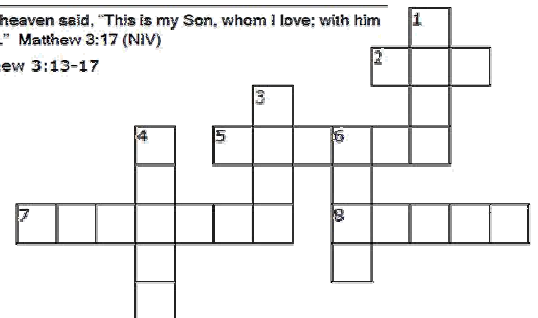 heaven said, "This is my Son, whom I love; with him
." Matthew 3:17 (NIV)
ew 3:13-17
1
2
3
4
5
6
7
8